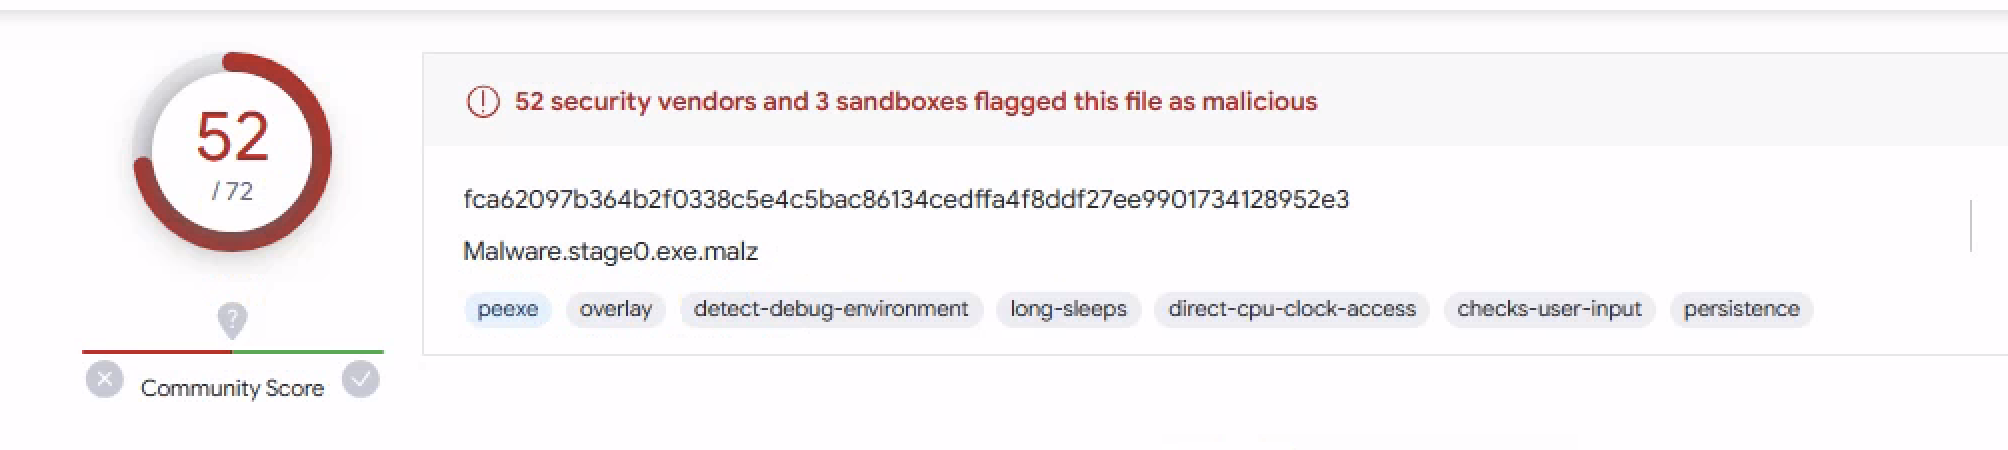 52 security vendors and 3 sandboxes flagged this file as malicious
52
/ 72
fca62097b364b2f0338c5e4c5bac86134cedffa4f8ddf27ee9901734128952e3
Malware.stage0.exe.malz
peexe overlay detect-debug-environment long-sleeps direct-cpu-clock-access checks-user-input persistence
?
Community Score